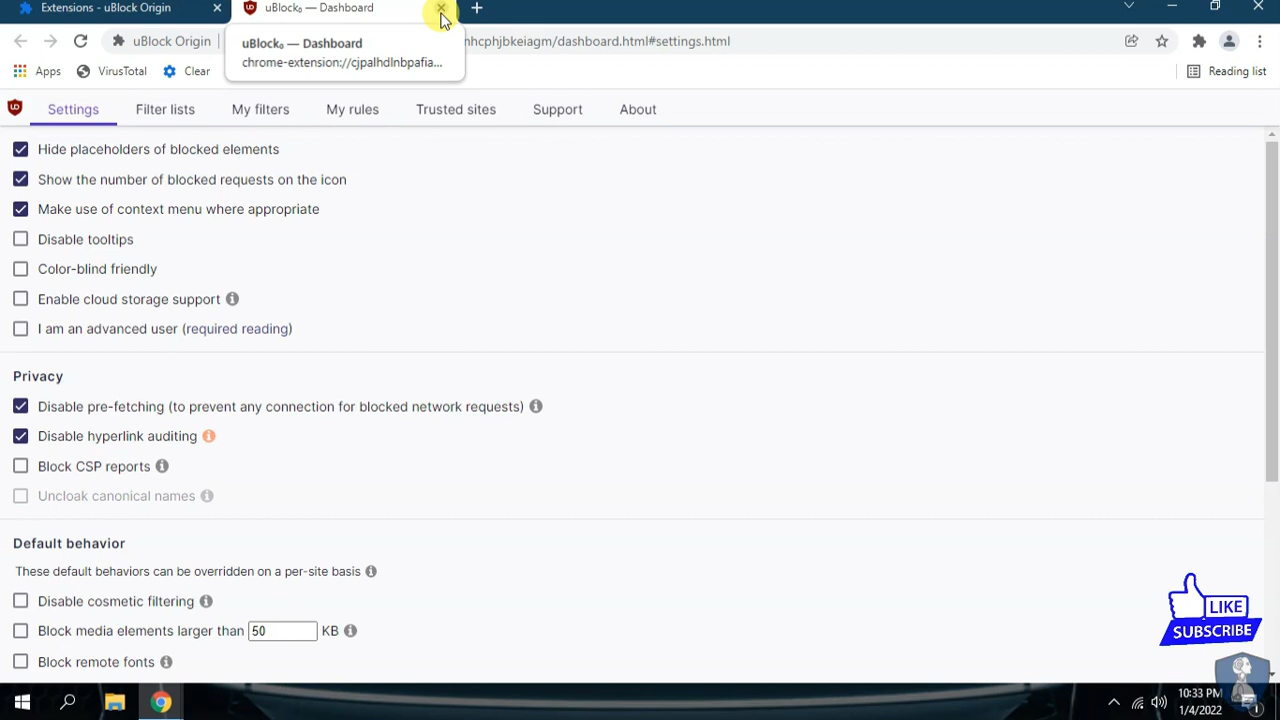 Extensions - uBlock Origin
uBlock₀ — Dashboard
uBlock Origin
nhcphjbkeiagm/dashboard.html#settings.html
uBlock₀ — Dashboard
chrome-extension://cjpalhdlnbpafia...
Apps
VirusTotal
Clear
Reading list
Settings
Filter lists
My filters
My rules
Trusted sites
Support
About
Hide placeholders of blocked elements
Show the number of blocked requests on the icon
Make use of context menu where appropriate
Disable tooltips
Color-blind friendly
Enable cloud storage support
I am an advanced user (required reading)
Privacy
Disable pre-fetching (to prevent any connection for blocked network requests)
Disable hyperlink auditing
Block CSP reports
Uncloak canonical names
Default behavior
These default behaviors can be overridden on a per-site basis
Disable cosmetic filtering
Block media elements larger than 50 KB
Block remote fonts
LIKE
SUBSCRIBE
10:33 PM
1/4/2022